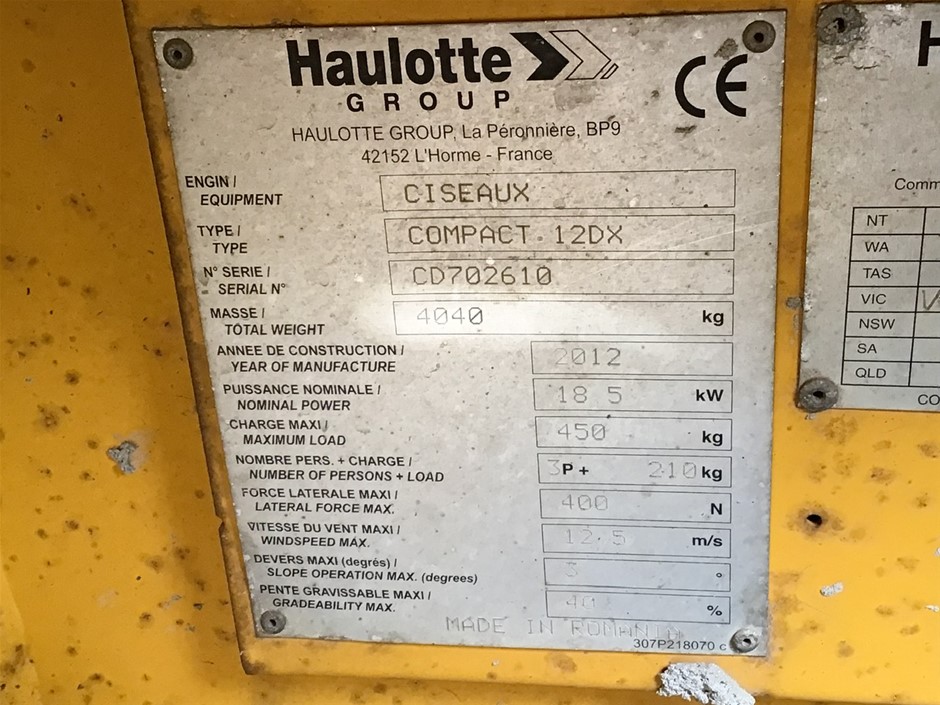 Haulotte
GROUP
CE
HAULOTTE GROUP, La Péronnière, BP9
42152 L'Horme - France
ENGIN /
EQUIPMENT
CISEAUX
TYPE /
TYPE
COMPACT 12DX
N° SERIE /
SERIAL N°
CD702610
MASSE /
TOTAL WEIGHT
4040 kg
ANNEE DE CONSTRUCTION /
YEAR OF MANUFACTURE
2012
PUISSANCE NOMINALE /
NOMINAL POWER
18.5 kW
CHARGE MAXI /
MAXIMUM LOAD
450 kg
NOMBRE PERS. + CHARGE /
NUMBER OF PERSONS + LOAD
3P + 210 kg
FORCE LATERALE MAXI /
LATERAL FORCE MAX.
400 N
VITESSE DU VENT MAXI /
WINDSPEED MAX.
12.5 m/s
DEVERS MAXI (degrés) /
SLOPE OPERATION MAX. (degrees)
3 °
PENTE GRAVISSABLE MAXI /
GRADEABILITY MAX.
40 %
MADE IN ROMANIA
307P218070 c
H
Comm
NT
WA
TAS
VIC
NSW
SA
QLD
CO